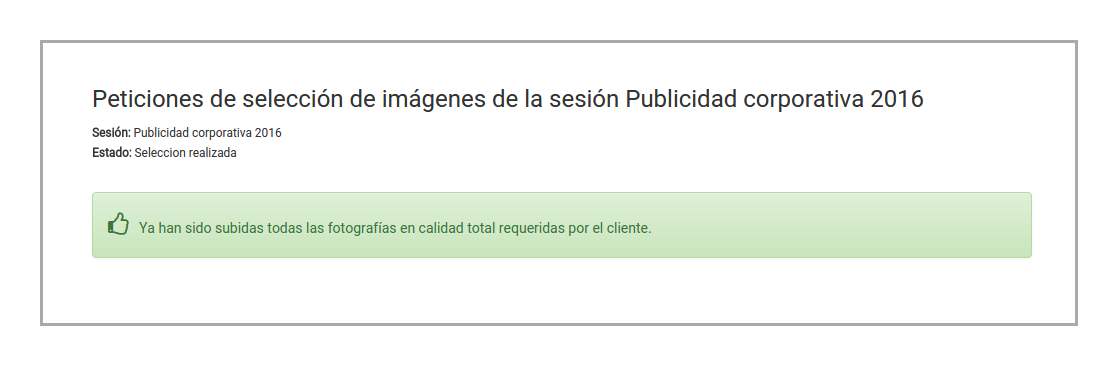 Peticiones de selección de imágenes de la sesión Publicidad corporativa 2016
Sesión: Publicidad corporativa 2016
Estado: Seleccion realizada
Ya han sido subidas todas las fotografías en calidad total requeridas por el cliente.